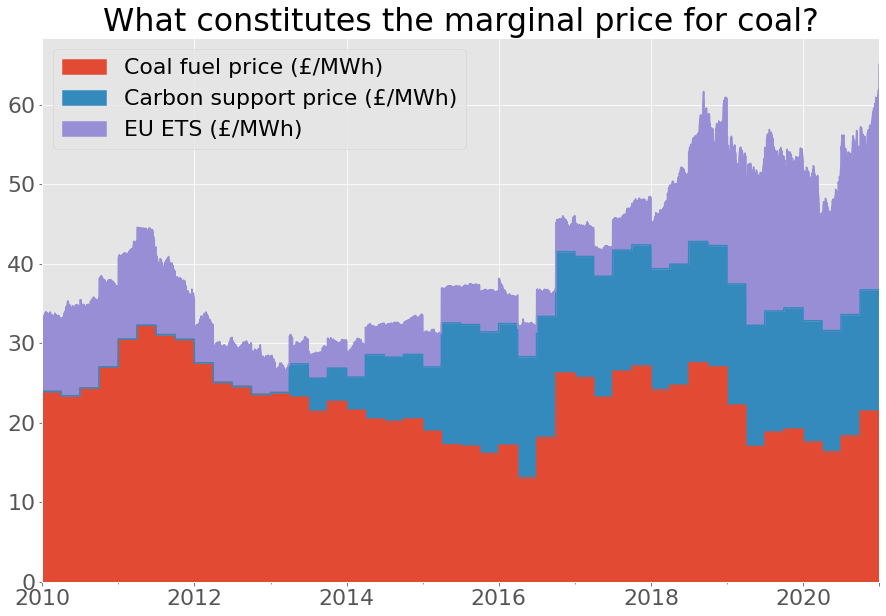 What constitutes the marginal price for coal?
Coal fuel price (£/MWh)
Carbon support price (£/MWh)
EU ETS (£/MWh)
60
50
40
30
20
10
0
2010 2012 2014 2016 2018 2020